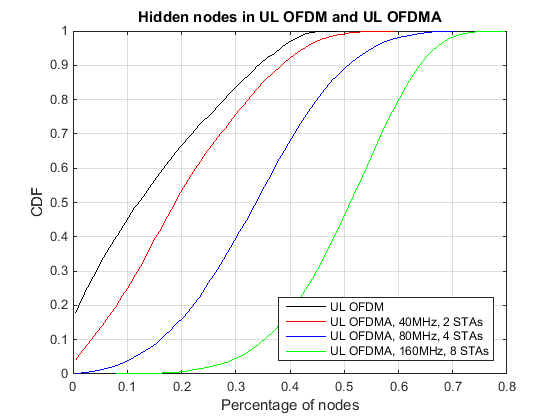 Hidden nodes in UL OFDM and UL OFDMA
1
0.9
0.8
0.7
0.6
0.5
0.4
0.3
0.2
0.1
0
CDF
UL OFDM
UL OFDMA, 40MHz, 2 STAs
UL OFDMA, 80MHz, 4 STAs
UL OFDMA, 160MHz, 8 STAs
0 0.1 0.2 0.3 0.4 0.5 0.6 0.7 0.8
Percentage of nodes